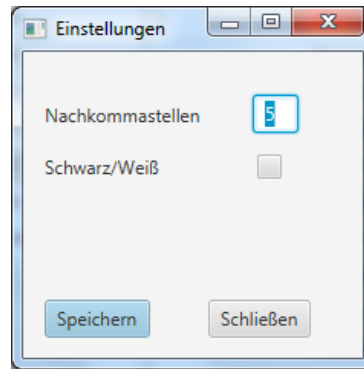 Einstellungen
Nachkommastellen 5
Schwarz/Weiß
Speichern Schließen